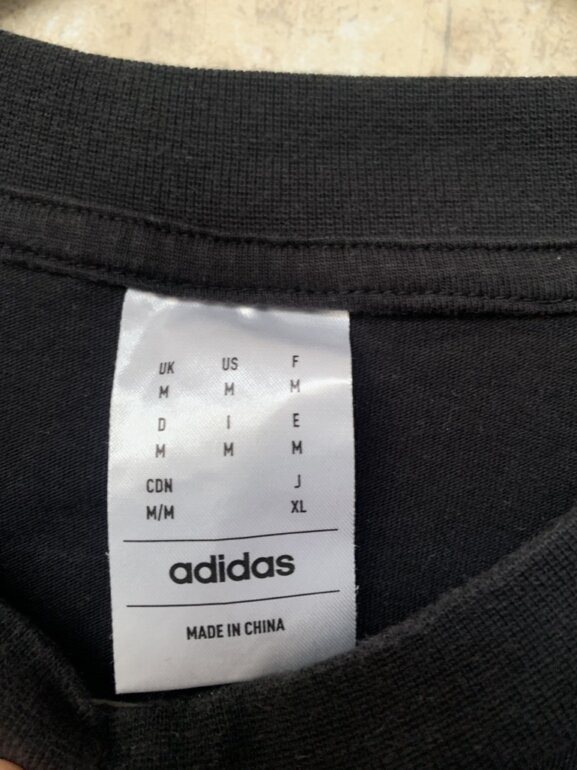 UK US F
M M M
D I E
M M M
CDN J
M/M XL
adidas
MADE IN CHINA